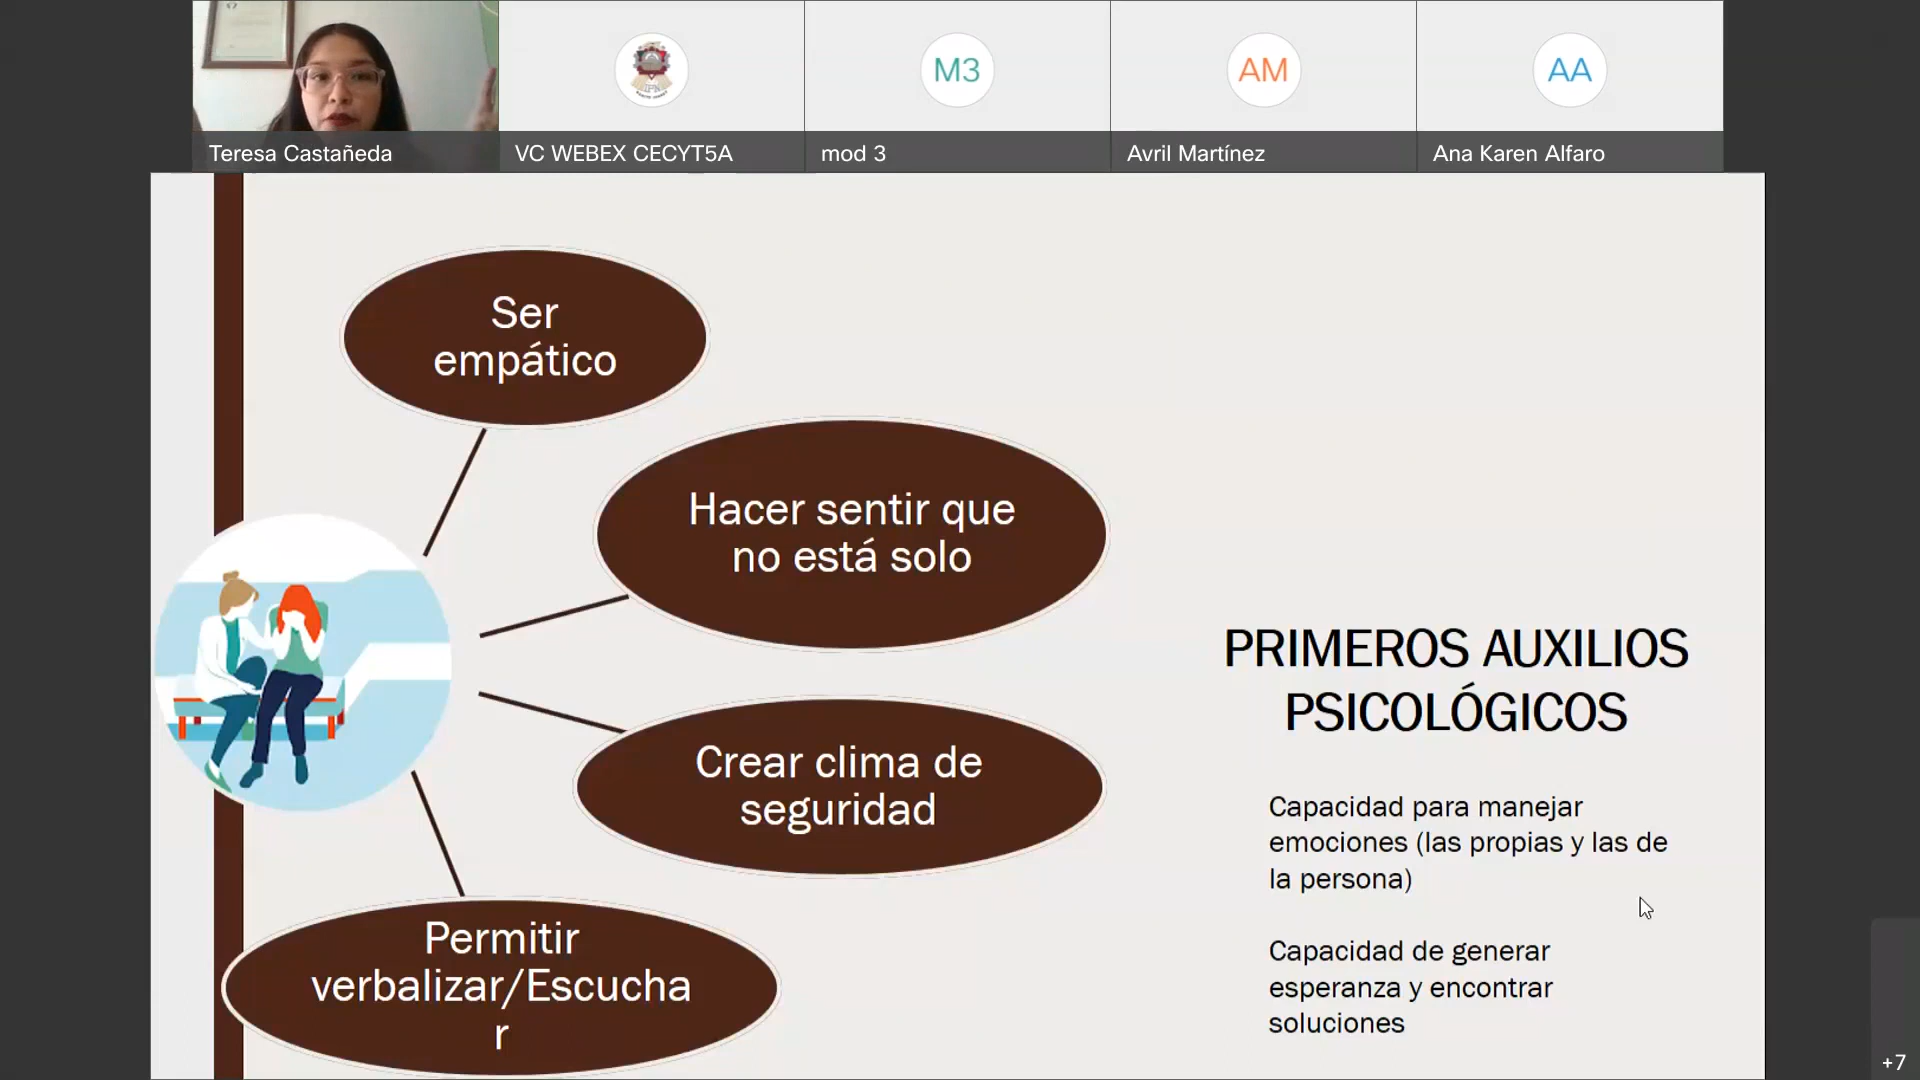 Teresa Castañeda
VC WEBEX CECYT5A
M3
mod 3
AM
Avril Martínez
AA
Ana Karen Alfaro
Ser
empático
Hacer sentir que
no está solo
Crear clima de
seguridad
Permitir
verbalizar/Escucha
r
PRIMEROS AUXILIOS
PSICOLÓGICOS
Capacidad para manejar
emociones (las propias y las de
la persona)
Capacidad de generar
esperanza y encontrar
soluciones
+7